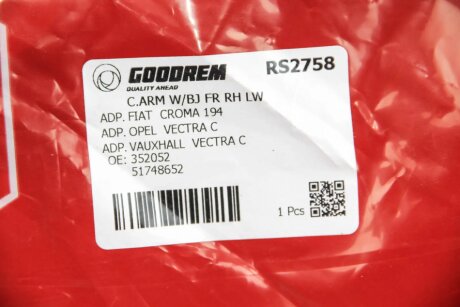 GOODREM RS2758
QUALITY AHEAD
C.ARM W/BJ FR RH LW
ADP. FIAT CROMA 194
ADP. OPEL VECTRA C
ADP. VAUXHALL VECTRA C
OE: 352052
51748652
1 Pcs